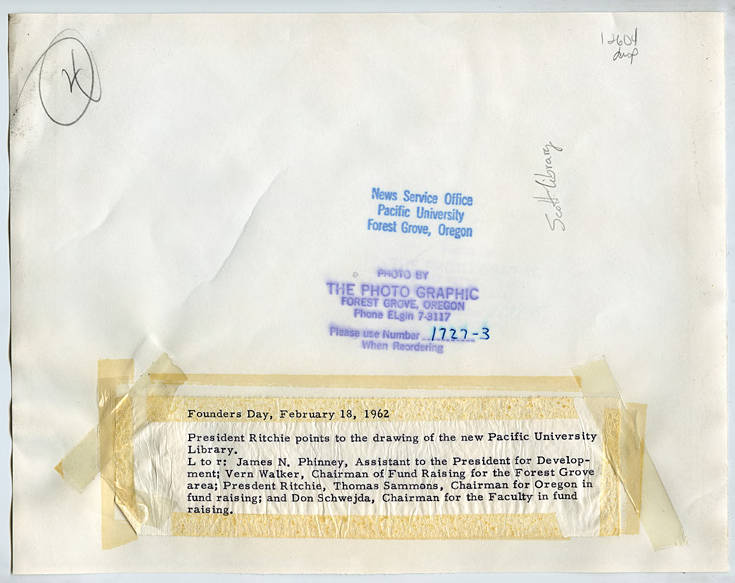 12604
dup
Scott library
News Service Office
Pacific University
Forest Grove, Oregon
PHOTO BY
THE PHOTO GRAPHIC
FOREST GROVE, OREGON
Phone ELgin 7-3117
Please use Number 1727-3
When Reordering
Founders Day, February 18, 1962
President Ritchie points to the drawing of the new Pacific University
Library.
L to r: James N. Phinney, Assistant to the President for Develop-
ment; Vern Walker, Chairman of Fund Raising for the Forest Grove
area; Presdent Ritchie, Thomas Sammons, Chairman for Oregon in
fund raising; and Don Schwejda, Chairman for the Faculty in fund
raising.